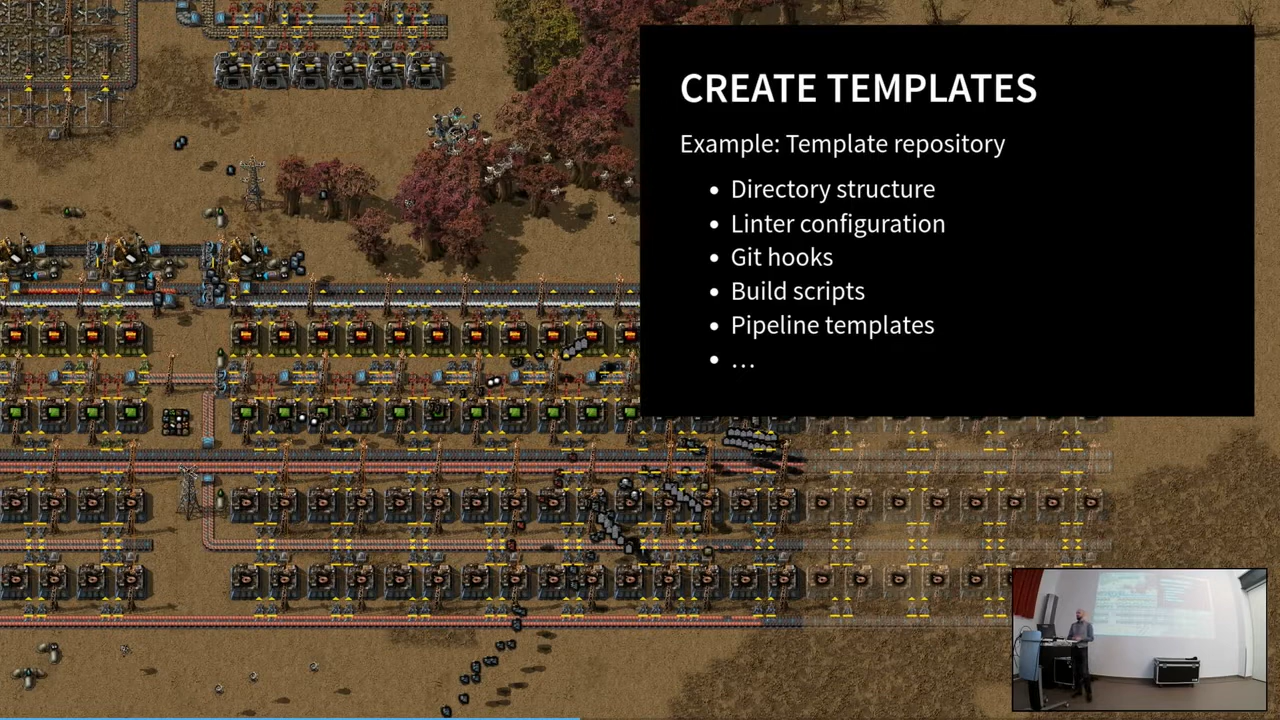 CREATE TEMPLATES
Example: Template repository
• Directory structure
• Linter configuration
• Git hooks
• Build scripts
• Pipeline templates
• …